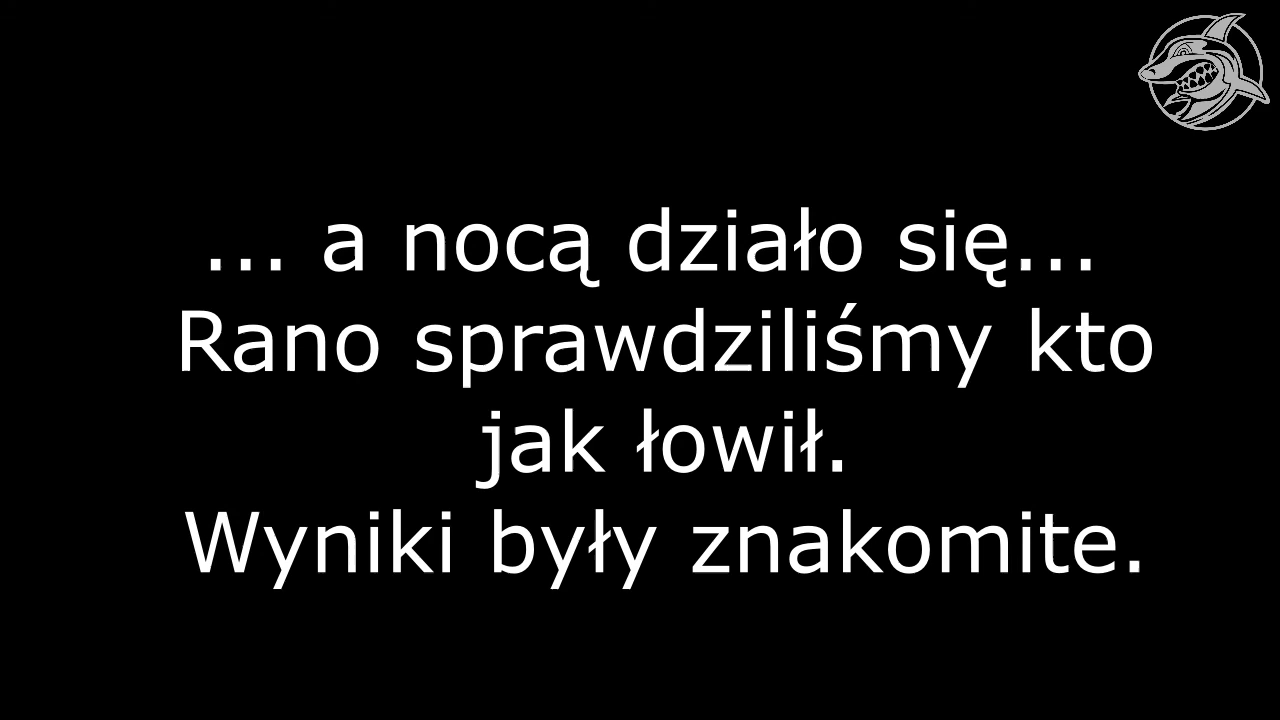 ... a nocą działo się...
Rano sprawdziliśmy kto
jak łowił.
Wyniki były znakomite.